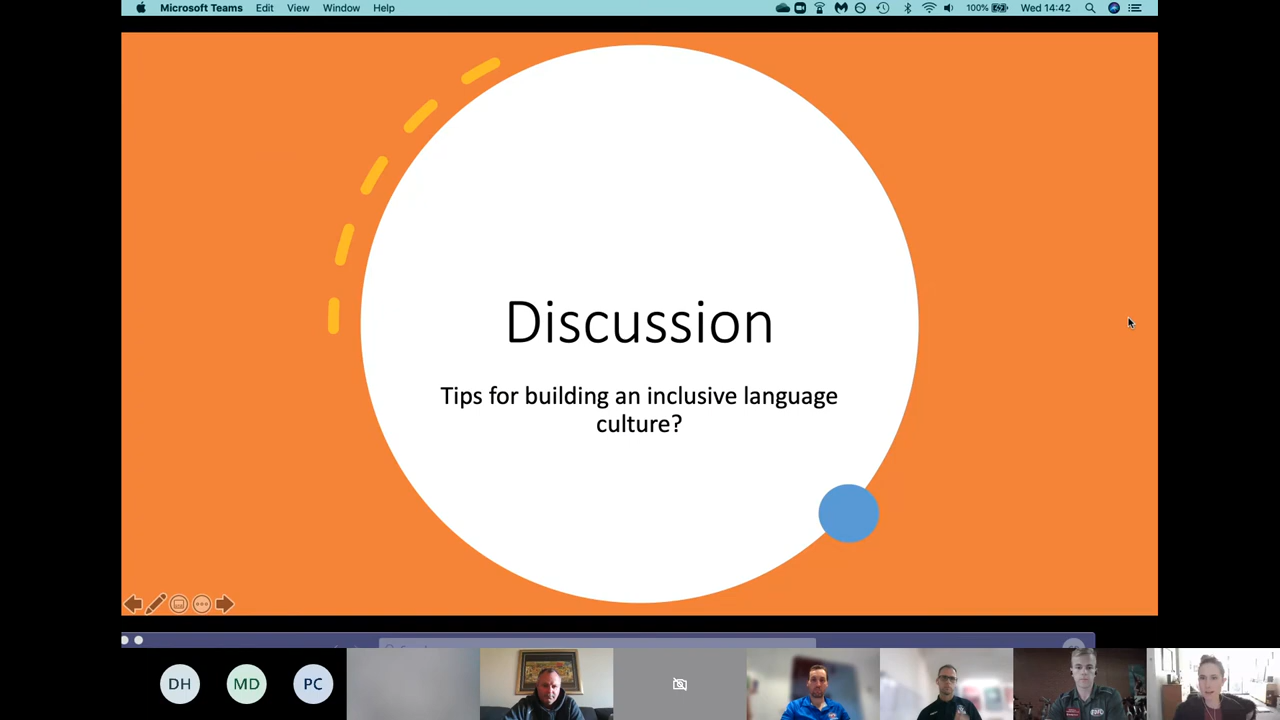 Microsoft Teams Edit View Window Help 100% Wed 14:42
Discussion
Tips for building an inclusive language
culture?
DH MD PC